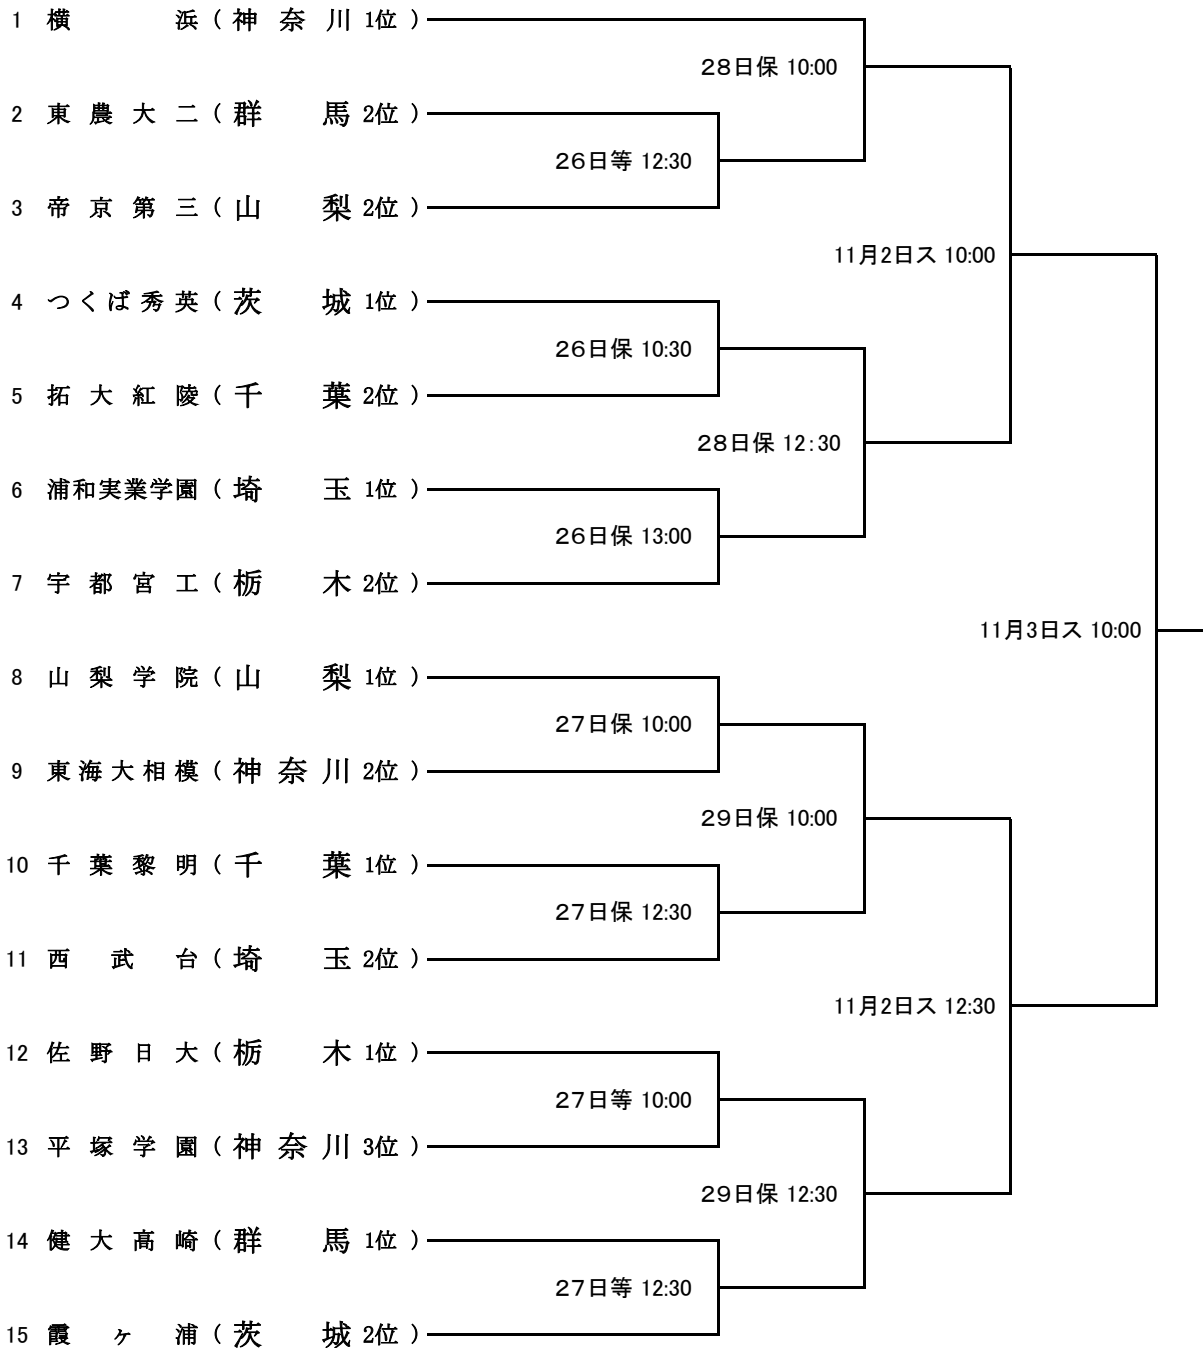 1 横浜（神奈川 1位）
28日保 10:00
2 東農大二（群馬 2位）
26日等 12:30
3 帝京第三（山梨 2位）
11月2日ス 10:00
4 つくば秀英（茨城 1位）
26日保 10:30
5 拓大紅陵（千葉 2位）
28日保 12:30
6 浦和実業学園（埼玉 1位）
26日保 13:00
7 宇都宮工（栃木 2位）
11月3日ス 10:00
8 山梨学院（山梨 1位）
27日保 10:00
9 東海大相模（神奈川 2位）
29日保 10:00
10 千葉黎明（千葉 1位）
27日保 12:30
11 西武台（埼玉 2位）
11月2日ス 12:30
12 佐野日大（栃木 1位）
27日等 10:00
13 平塚学園（神奈川 3位）
29日保 12:30
14 健大高崎（群馬 1位）
27日等 12:30
15 霞ヶ浦（茨城 2位）